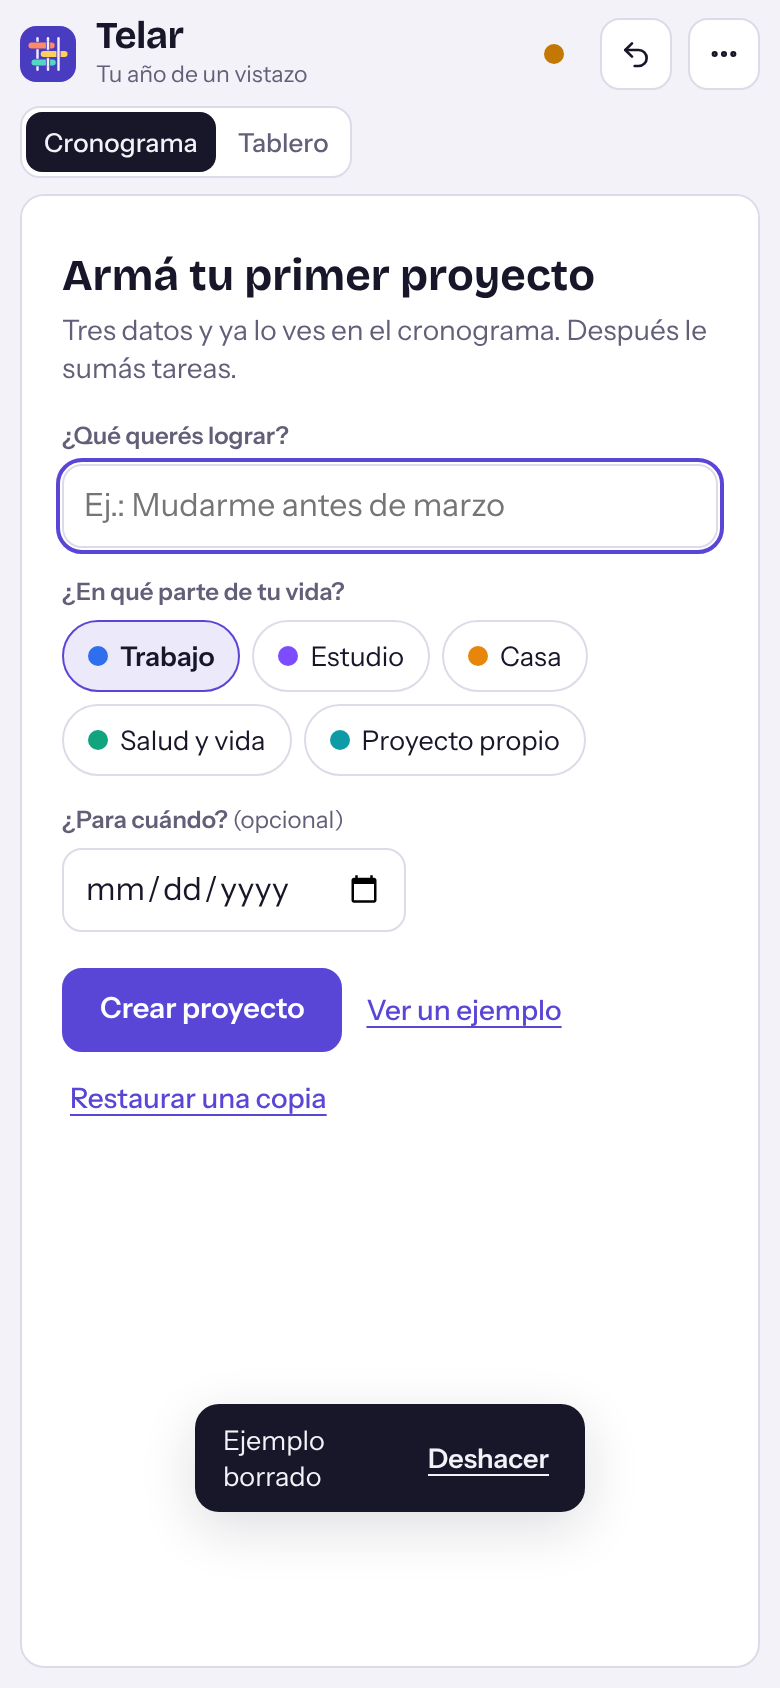 Telar
Tu año de un vistazo
Cronograma
Tablero
Armá tu primer proyecto
Tres datos y ya lo ves en el cronograma. Después le
sumás tareas.
¿Qué querés lograr?
Ej.: Mudarme antes de marzo
¿En qué parte de tu vida?
Trabajo
Estudio
Casa
Salud y vida
Proyecto propio
¿Para cuándo? (opcional)
mm/dd/yyyy
Crear proyecto
Ver un ejemplo
Restaurar una copia
Ejemplo
borrado
Deshacer